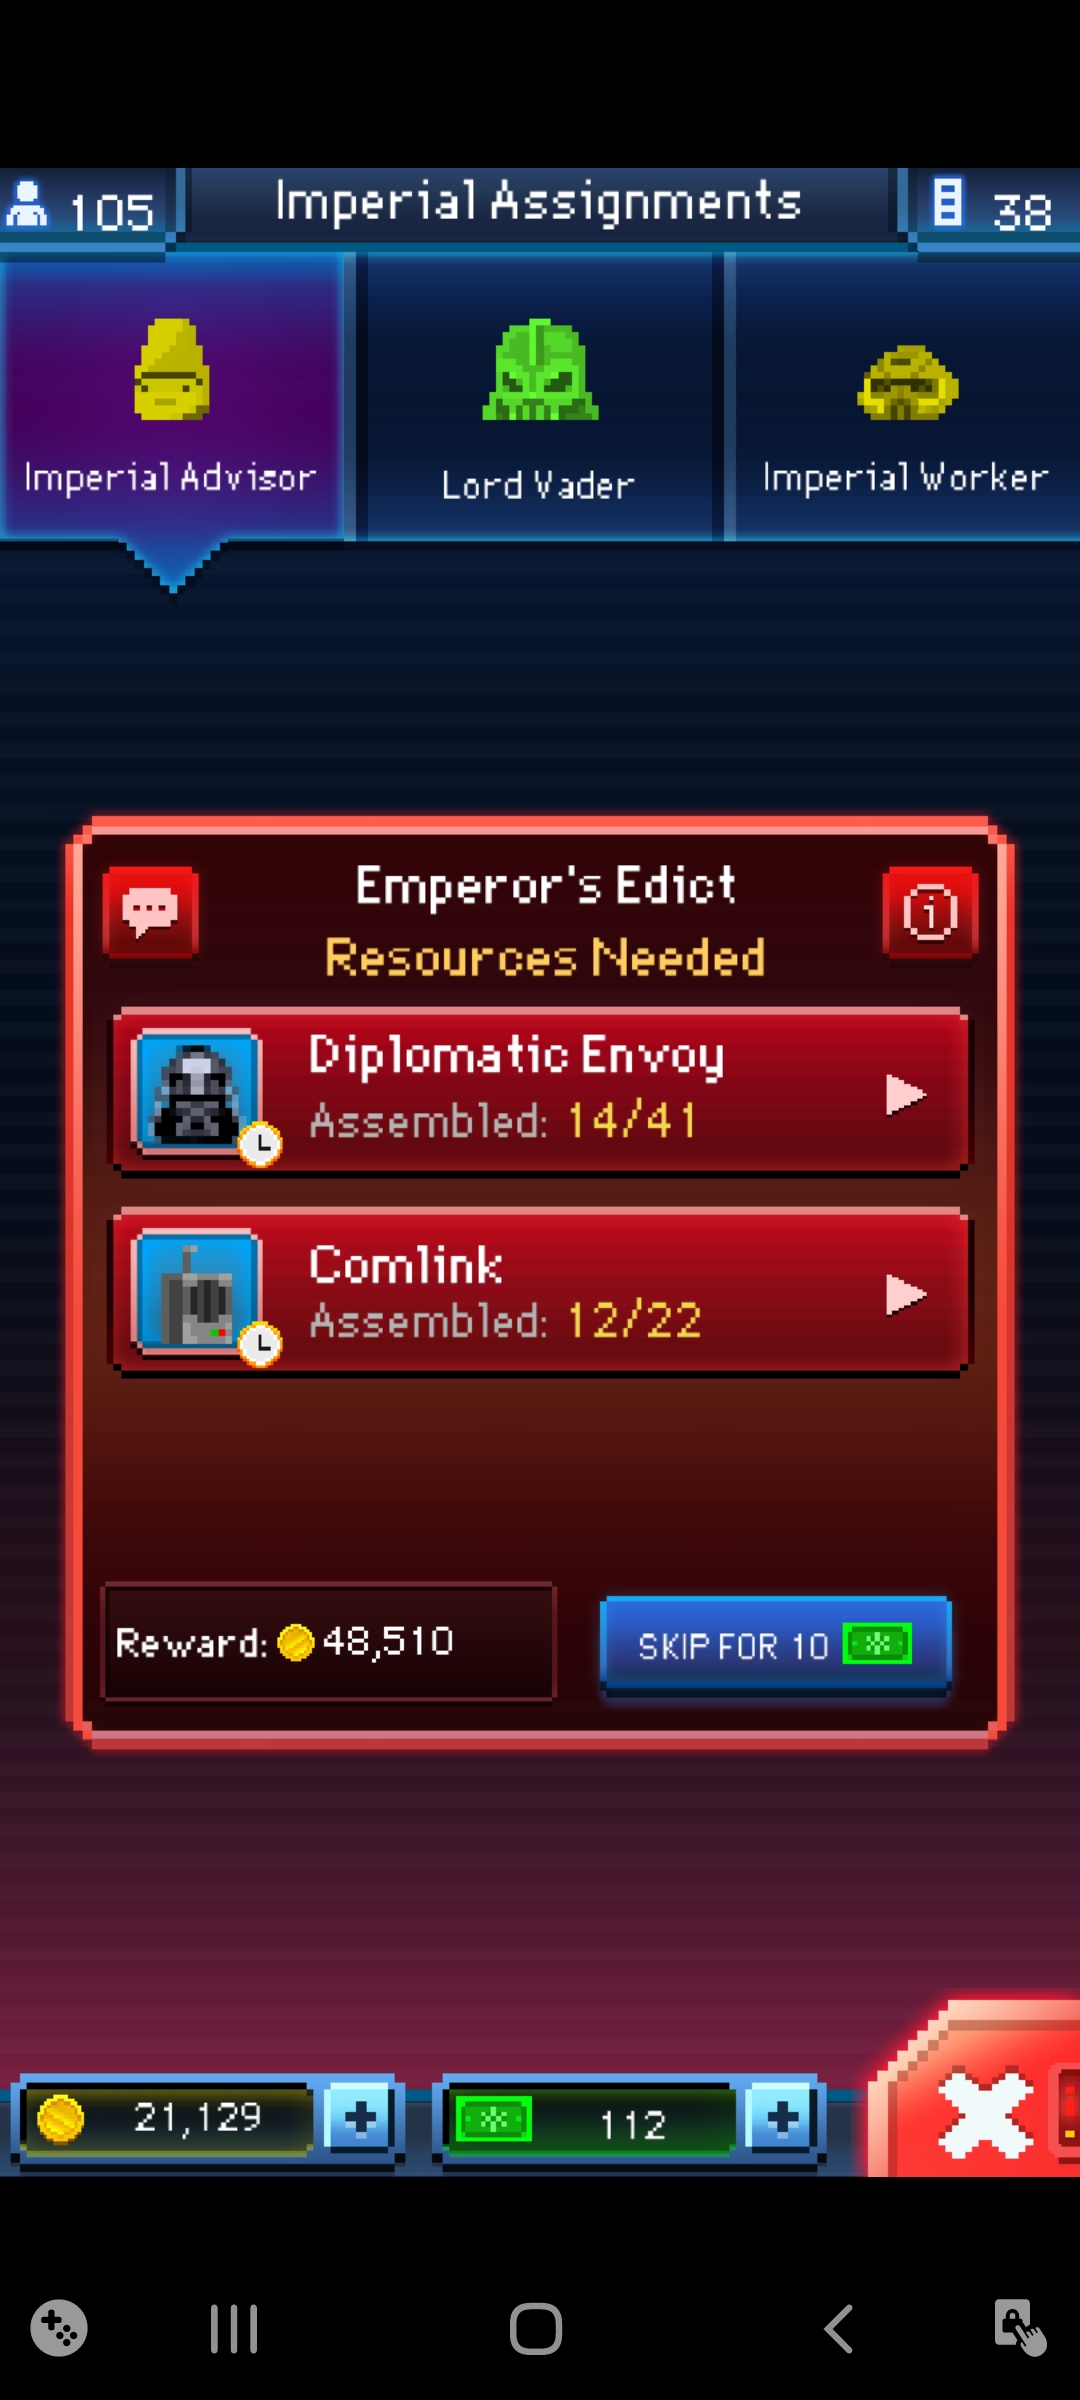 105
Imperial Assignments
38
Imperial Advisor
Lord Vader
Imperial Worker
Emperor's Edict
Resources Needed
Diplomatic Envoy
Assembled: 14/41
Comlink
Assembled: 12/22
Reward: 48,510
SKIP FOR 10
21,129
112